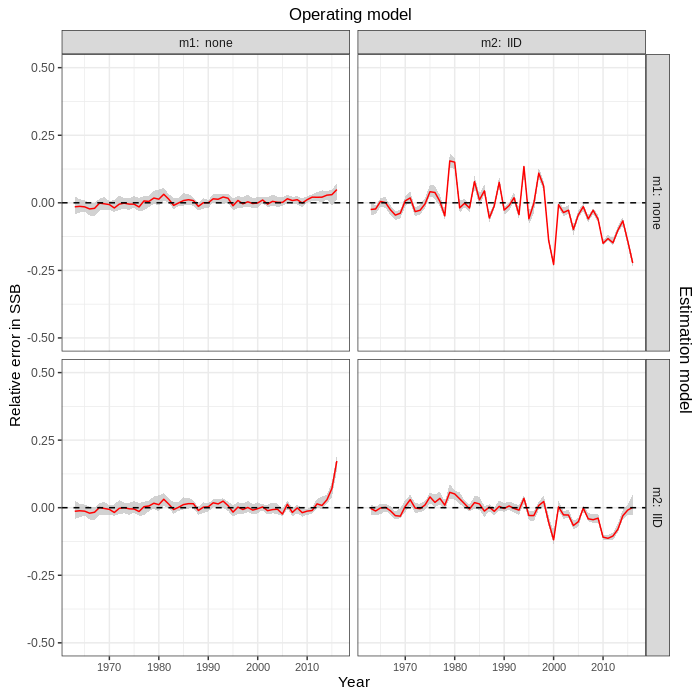 Operating model
m1: none
m2: IID
0.50
0.25
0.00
-0.25
-0.50
m1: none
0.50
0.25
0.00
-0.25
-0.50
m2: IID
Relative error in SSB
Estimation model
1970 1980 1990 2000 2010
1970 1980 1990 2000 2010
Year